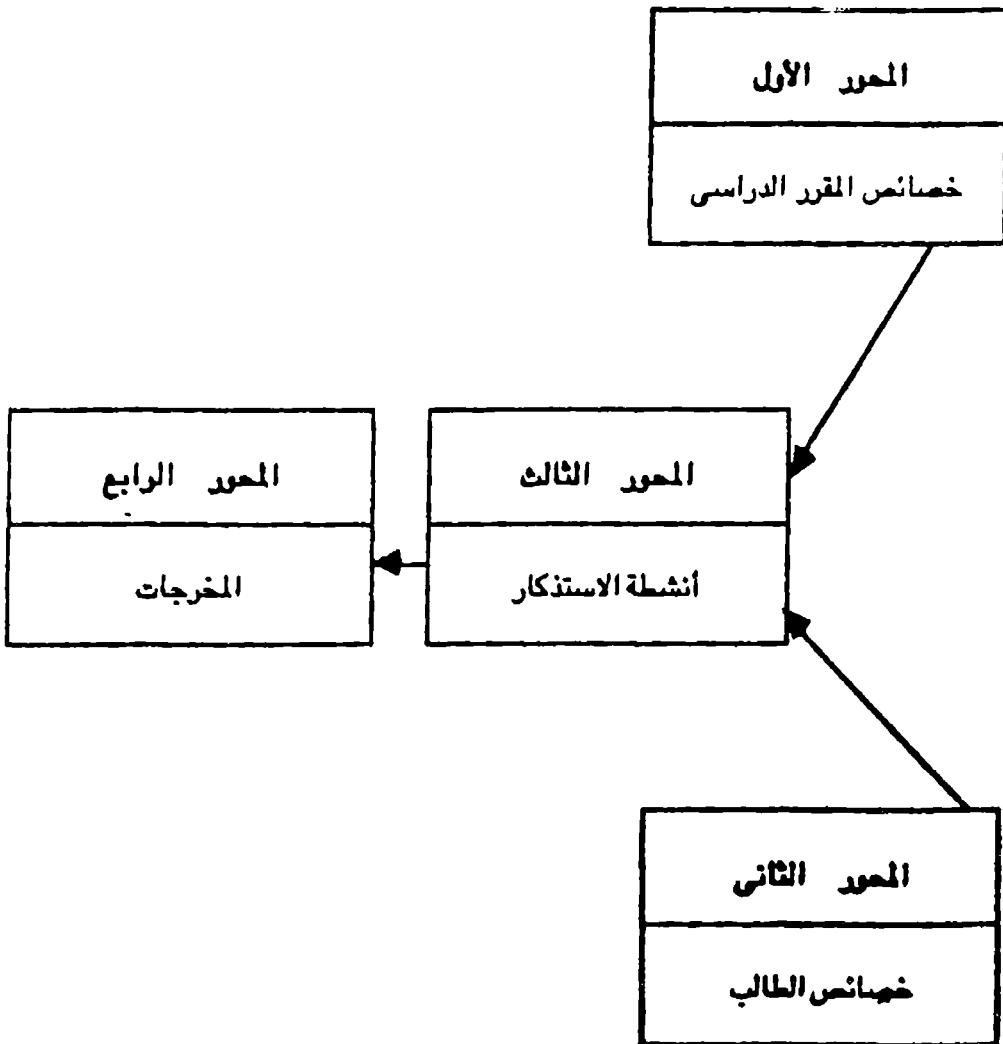 المحور الأول
خصائص المقرر الدراسى
المحور الثالث
أنشطة الاستذكار
المحور الرابع
المخرجات
المحور الثانى
خصائص الطالب